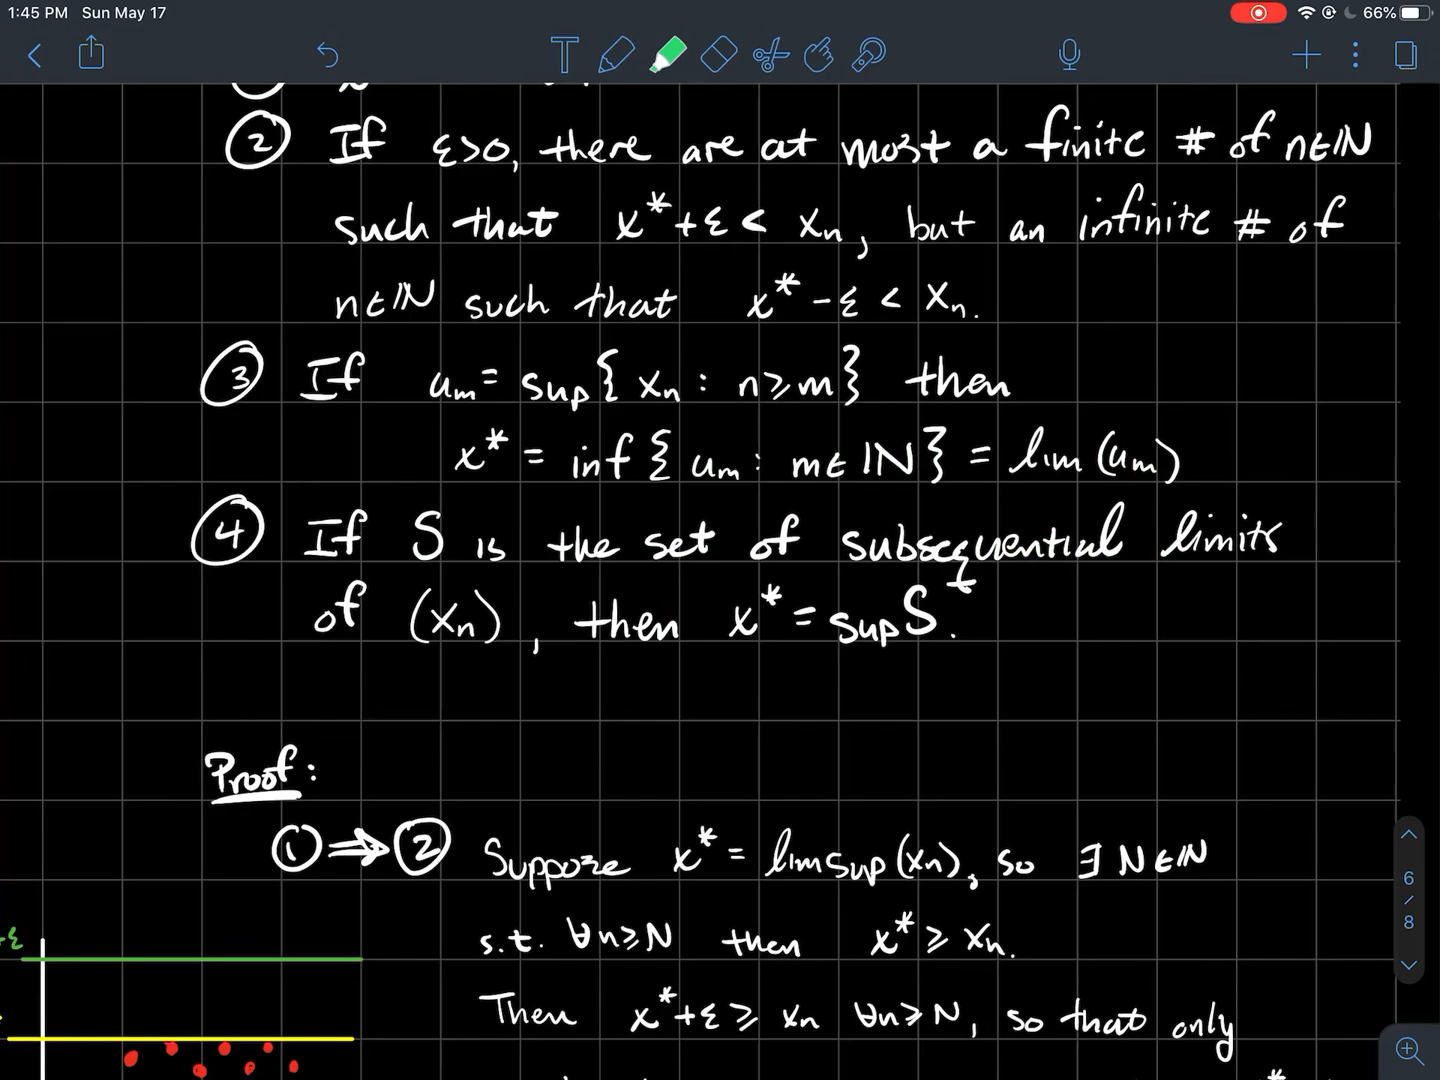 1:45 PM Sun May 17
66%
② If ε>0, there are at most a finite # of n∈ℕ
such that x*+ε < xₙ, but an infinite # of
n∈ℕ such that x*-ε < xₙ.
③ If uₘ = sup{xₙ : n≥m} then
x* = inf{uₘ : m∈ℕ} = lim(uₘ)
④ If S is the set of subsequential limits
of (xₙ), then x* = sup S.
Proof:
① ⇒ ② Suppose x* = limsup(xₙ), so ∃ N∈ℕ
s.t. ∀n≥N then x* ≥ xₙ.
Then x*+ε ≥ xₙ ∀n≥N, so that only
+ε
6
/
8